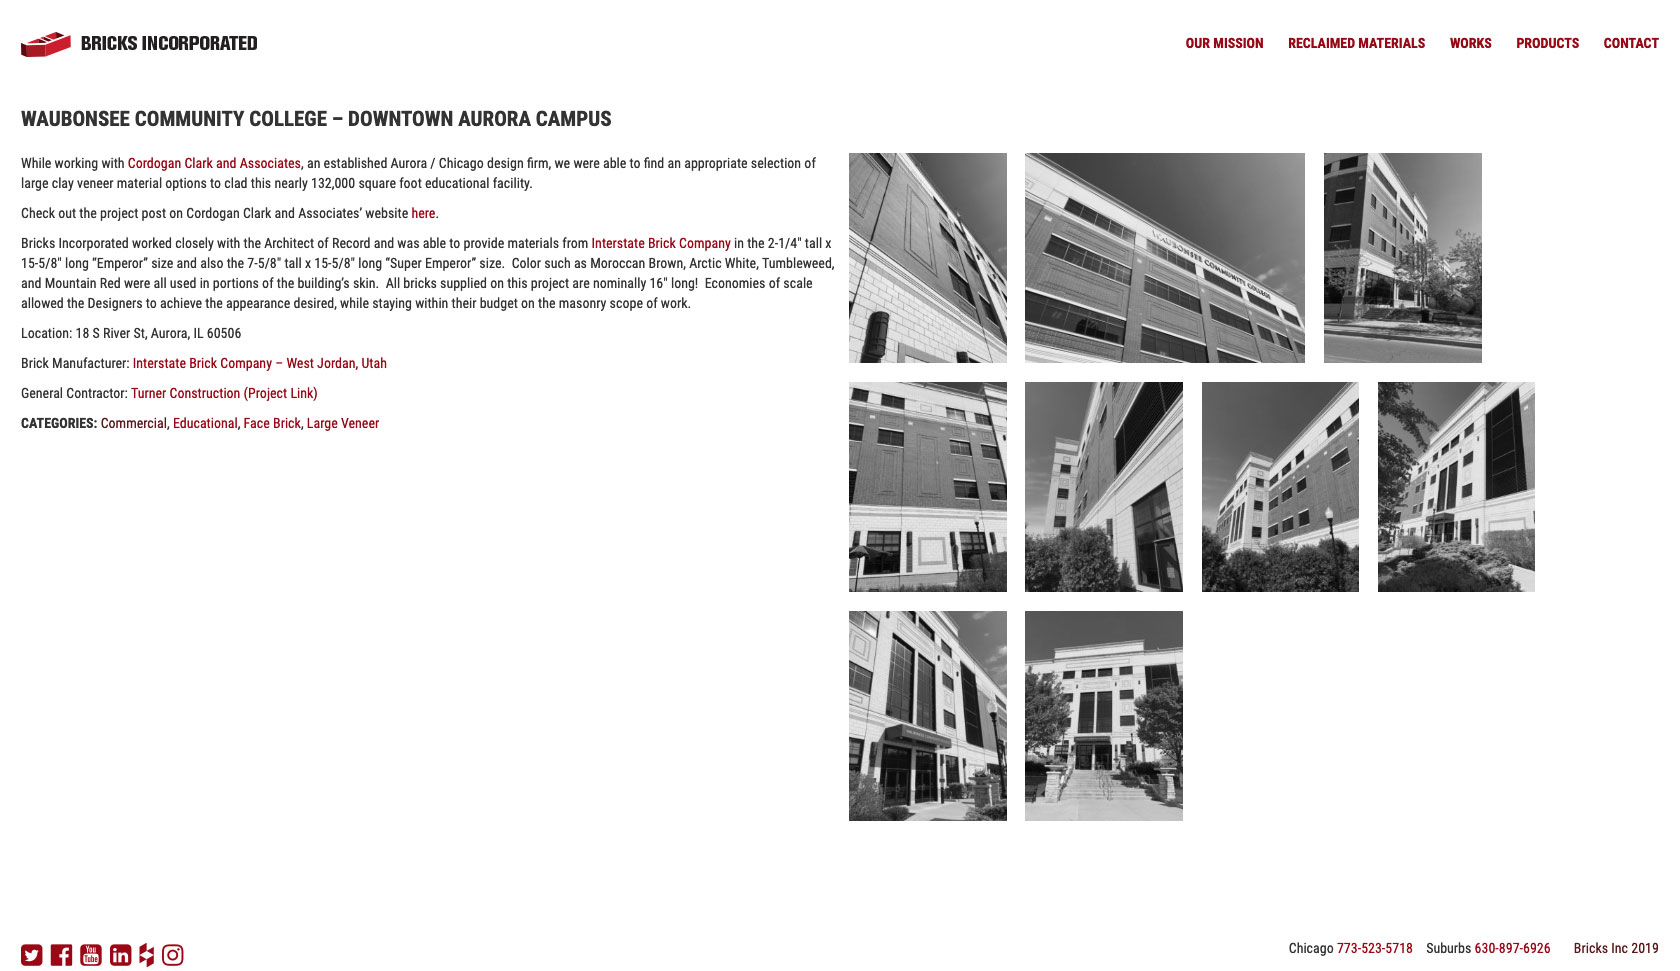 BRICKS INCORPORATED
OUR MISSION RECLAIMED MATERIALS WORKS PRODUCTS CONTACT
WAUBONSEE COMMUNITY COLLEGE – DOWNTOWN AURORA CAMPUS
While working with Cordogan Clark and Associates, an established Aurora / Chicago design firm, we were able to find an appropriate selection of
large clay veneer material options to clad this nearly 132,000 square foot educational facility.
Check out the project post on Cordogan Clark and Associates’ website here.
Bricks Incorporated worked closely with the Architect of Record and was able to provide materials from Interstate Brick Company in the 2-1/4" tall x
15-5/8" long “Emperor” size and also the 7-5/8" tall x 15-5/8" long “Super Emperor” size.  Color such as Moroccan Brown, Arctic White, Tumbleweed,
and Mountain Red were all used in portions of the building’s skin.  All bricks supplied on this project are nominally 16" long!  Economies of scale
allowed the Designers to achieve the appearance desired, while staying within their budget on the masonry scope of work.
Location: 18 S River St, Aurora, IL 60506
Brick Manufacturer: Interstate Brick Company – West Jordan, Utah
General Contractor: Turner Construction (Project Link)
CATEGORIES: Commercial, Educational, Face Brick, Large Veneer
WAUBONSEE COMMUNITY COLLEGE
You
Tube
in
Chicago 773-523-5718 Suburbs 630-897-6926 Bricks Inc 2019